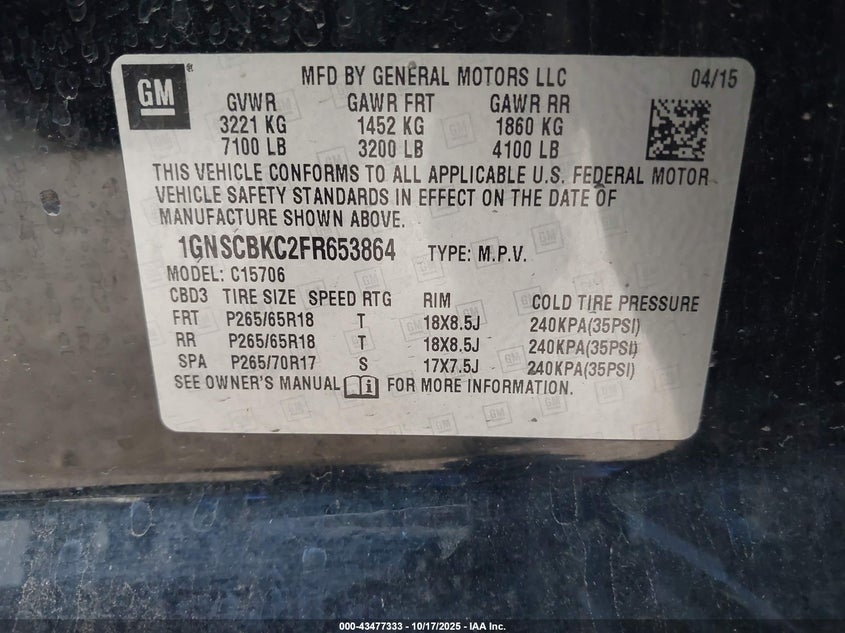 GM
MFD BY GENERAL MOTORS LLC 04/15
GVWR GAWR FRT GAWR RR
3221 KG 1452 KG 1860 KG
7100 LB 3200 LB 4100 LB
THIS VEHICLE CONFORMS TO ALL APPLICABLE U.S. FEDERAL MOTOR
VEHICLE SAFETY STANDARDS IN EFFECT ON THE DATE OF
MANUFACTURE SHOWN ABOVE.
1GNSCBKC2FR653864 TYPE: M.P.V.
MODEL: C15706
CBD3 TIRE SIZE SPEED RTG RIM COLD TIRE PRESSURE
FRT P265/65R18 T 18X8.5J 240KPA(35PSI)
RR P265/65R18 T 18X8.5J 240KPA(35PSI)
SPA P265/70R17 S 17X7.5J 240KPA(35PSI)
SEE OWNER'S MANUAL FOR MORE INFORMATION.
000-43477333 | 10/17/2025 - IAA Inc.